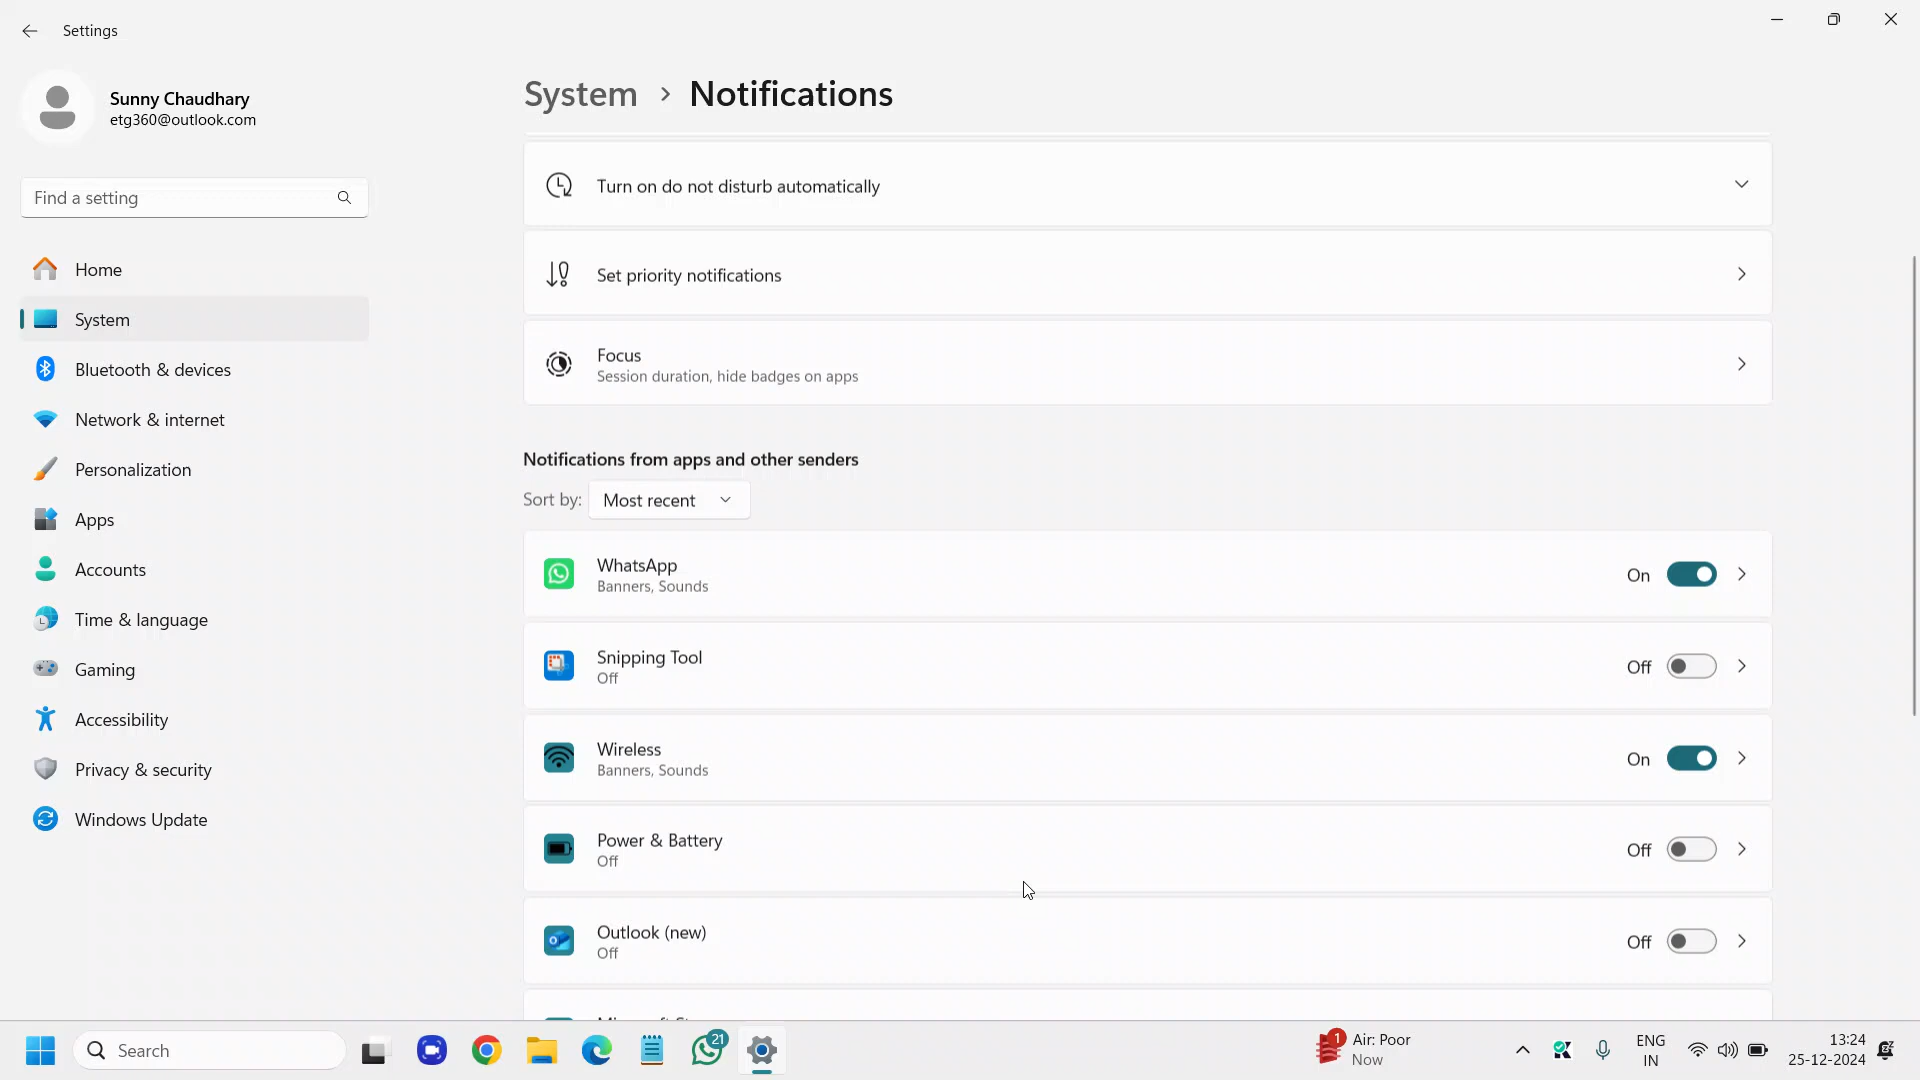 Settings
Sunny Chaudhary
etg360@outlook.com
Find a setting
Home
System
Bluetooth & devices
Network & internet
Personalization
Apps
Accounts
Time & language
Gaming
Accessibility
Privacy & security
Windows Update
System > Notifications
Turn on do not disturb automatically
Set priority notifications
Focus
Session duration, hide badges on apps
Notifications from apps and other senders
Sort by: Most recent
WhatsApp
Banners, Sounds
On
Snipping Tool
Off
Off
Wireless
Banners, Sounds
On
Power & Battery
Off
Off
Outlook (new)
Off
Off
Search
21
1
Air: Poor
Now
ENG
IN
13:24
25-12-2024